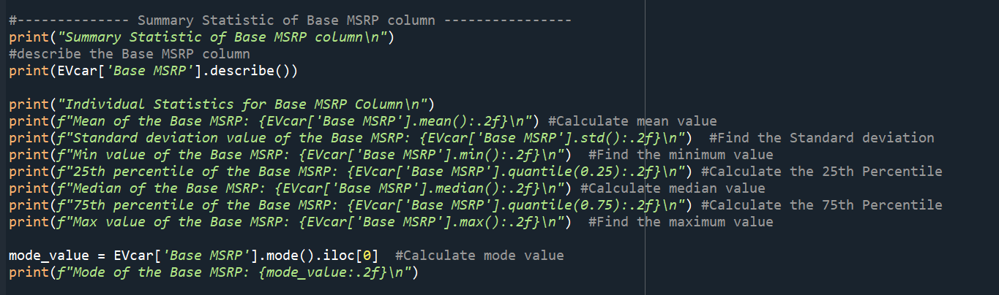 #-------------- Summary Statistic of Base MSRP column ----------------
print("Summary Statistic of Base MSRP column\n")
#describe the Base MSRP column
print(EVcar['Base MSRP'].describe())
print("Individual Statistics for Base MSRP Column\n")
print(f"Mean of the Base MSRP: {EVcar['Base MSRP'].mean():.2f}\n") #Calculate mean value
print(f"Standard deviation value of the Base MSRP: {EVcar['Base MSRP'].std():.2f}\n")  #Find the Standard deviation
print(f"Min value of the Base MSRP: {EVcar['Base MSRP'].min():.2f}\n")  #Find the minimum value
print(f"25th percentile of the Base MSRP: {EVcar['Base MSRP'].quantile(0.25):.2f}\n") #Calculate the 25th Percentile
print(f"Median of the Base MSRP: {EVcar['Base MSRP'].median():.2f}\n") #Calculate median value
print(f"75th percentile of the Base MSRP: {EVcar['Base MSRP'].quantile(0.75):.2f}\n") #Calculate the 75th Percentile
print(f"Max value of the Base MSRP: {EVcar['Base MSRP'].max():.2f}\n")  #Find the maximum value
mode_value = EVcar['Base MSRP'].mode().iloc[0]  #Calculate mode value
print(f"Mode of the Base MSRP: {mode_value:.2f}\n")